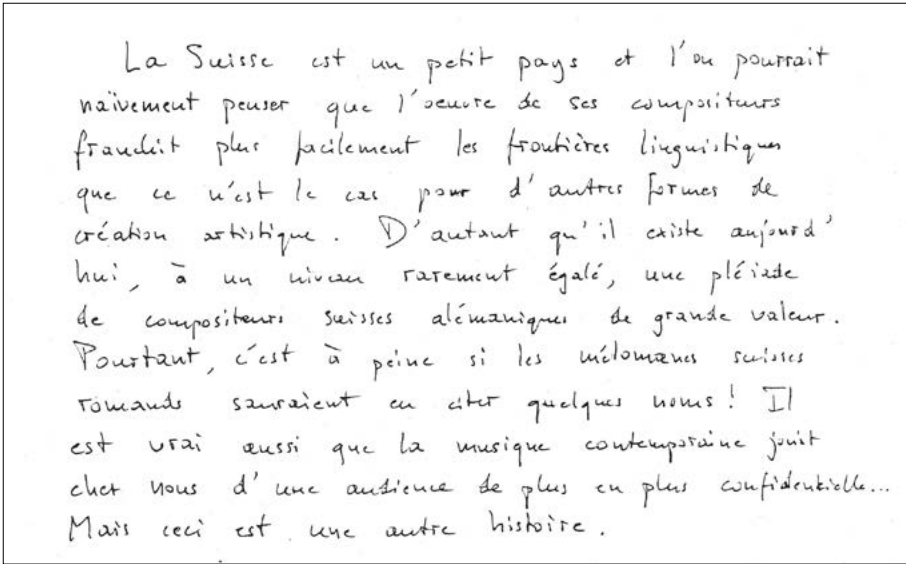 La Suisse est un petit pays et l'on pourrait
naïvement penser que l'oeuvre de ses compositeurs
franchit plus facilement les frontières linguistiques
que ce n'est le cas pour d'autres formes de
création artistique. D'autant qu'il existe aujourd'
hui, à un niveau rarement égalé, une pléiade
de compositeurs suisses alémaniques de grande valeur.
Pourtant, c'est à peine si les mélomanes suisses
romands sauraient en citer quelques noms! Il
est vrai aussi que la musique contemporaine jouit
chez nous d'une audience de plus en plus confidentielle...
Mais ceci est une autre histoire.